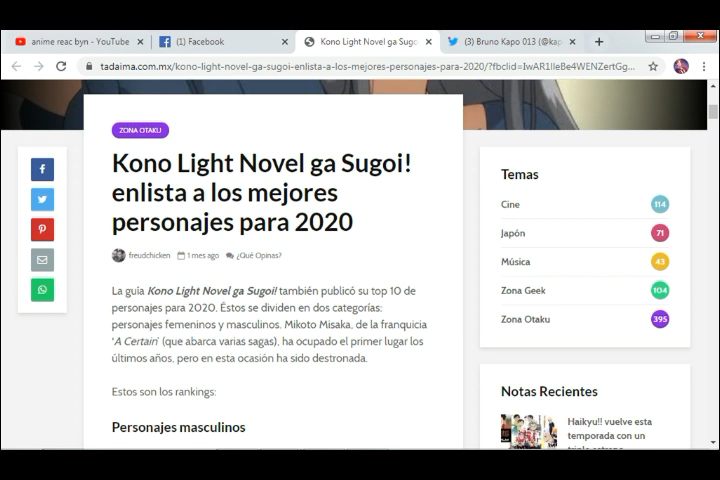 anime reac byn - YouTube
(1) Facebook
Kono Light Novel ga Sugo
(3) Bruno Kapo 013 (@kap
tadaima.com.mx/kono-light-novel-ga-sugoi-enlista-a-los-mejores-personajes-para-2020/?fbclid=IwAR1IIeBe4WENZertGg...
ZONA OTAKU
Kono Light Novel ga Sugoi!
enlista a los mejores
personajes para 2020
freudchicken 1 mes ago ¿Qué Opinas?
La guía Kono Light Novel ga Sugoi! también publicó su top 10 de
personajes para 2020. Éstos se dividen en dos categorías:
personajes femeninos y masculinos. Mikoto Misaka, de la franquicia
'A Certain' (que abarca varias sagas), ha ocupado el primer lugar los
últimos años, pero en esta ocasión ha sido destronada.
Estos son los rankings:
Personajes masculinos
Temas
Cine 114
Japón 71
Música 43
Zona Geek 104
Zona Otaku 395
Notas Recientes
Haikyu!! vuelve esta
temporada con un
triple estreno